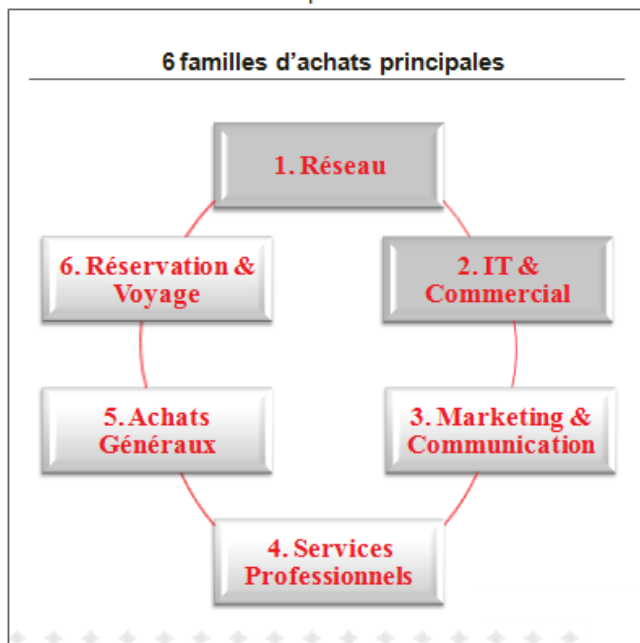 6 familles d'achats principales
1. Réseau
2. IT &
Commercial
3. Marketing &
Communication
4. Services
Professionnels
5. Achats
Généraux
6. Réservation &
Voyage